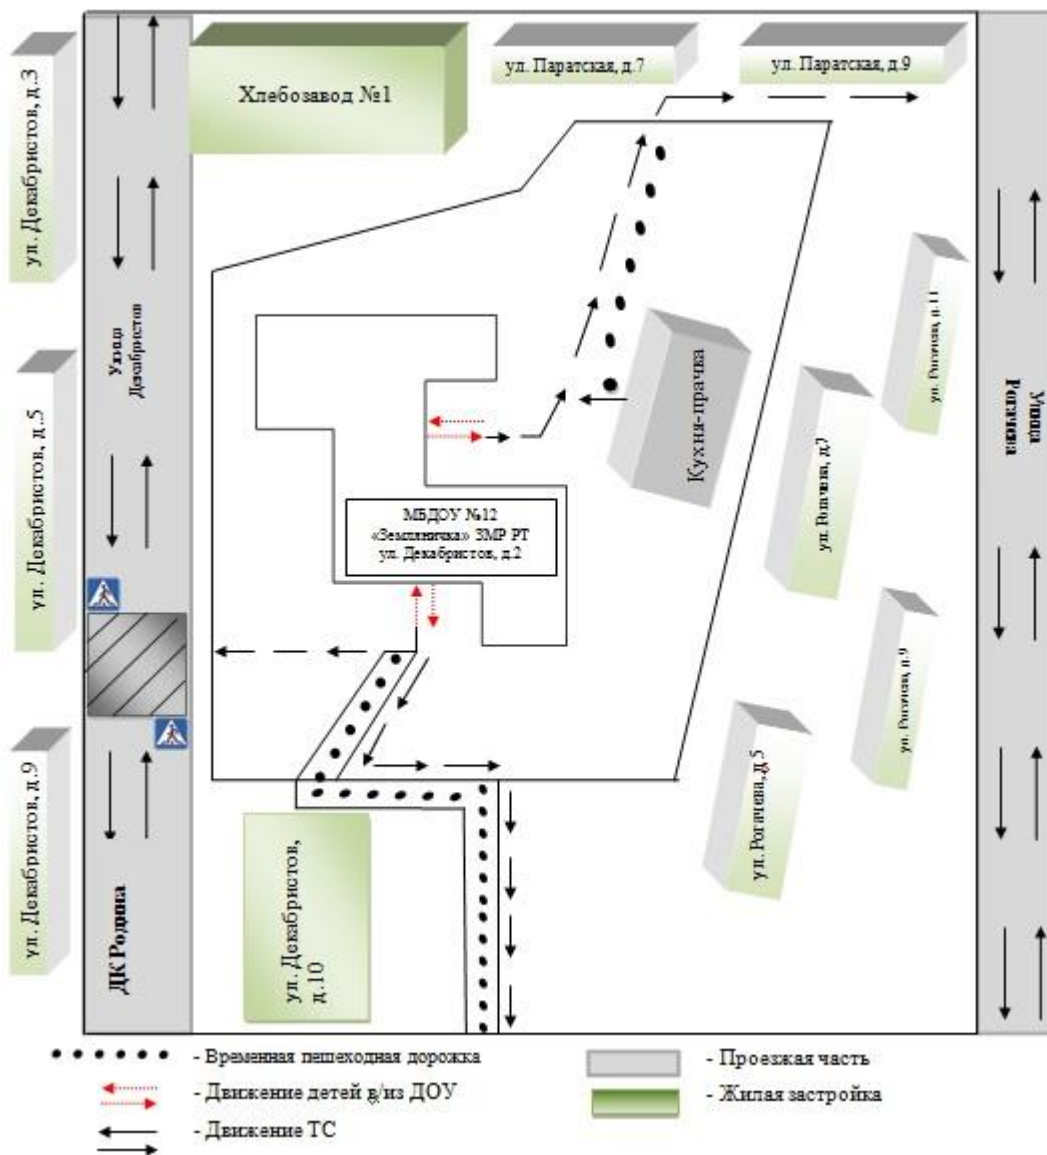 Хлебозавод №1
ул. Паратская, д.7
ул. Паратская, д.9
ул. Декабристов, д.3
Улица
Декабристов
ул. Декабристов, д.5
ул. Декабристов, д.9
ДК Родина
МБДОУ №12
«Земляничка» ЗМР РТ
ул. Декабристов, д.2
Кухня-прачка
ул. Рогачева, д.11
ул. Рогачева, д.7
ул. Рогачева, д.9
ул. Рогачева, д.5
Улица
Рогачева
ул. Декабристов,
д.10
- Временная пешеходная дорожка
- Движение детей в/из ДОУ
- Движение ТС
- Проезжая часть
- Жилая застройка